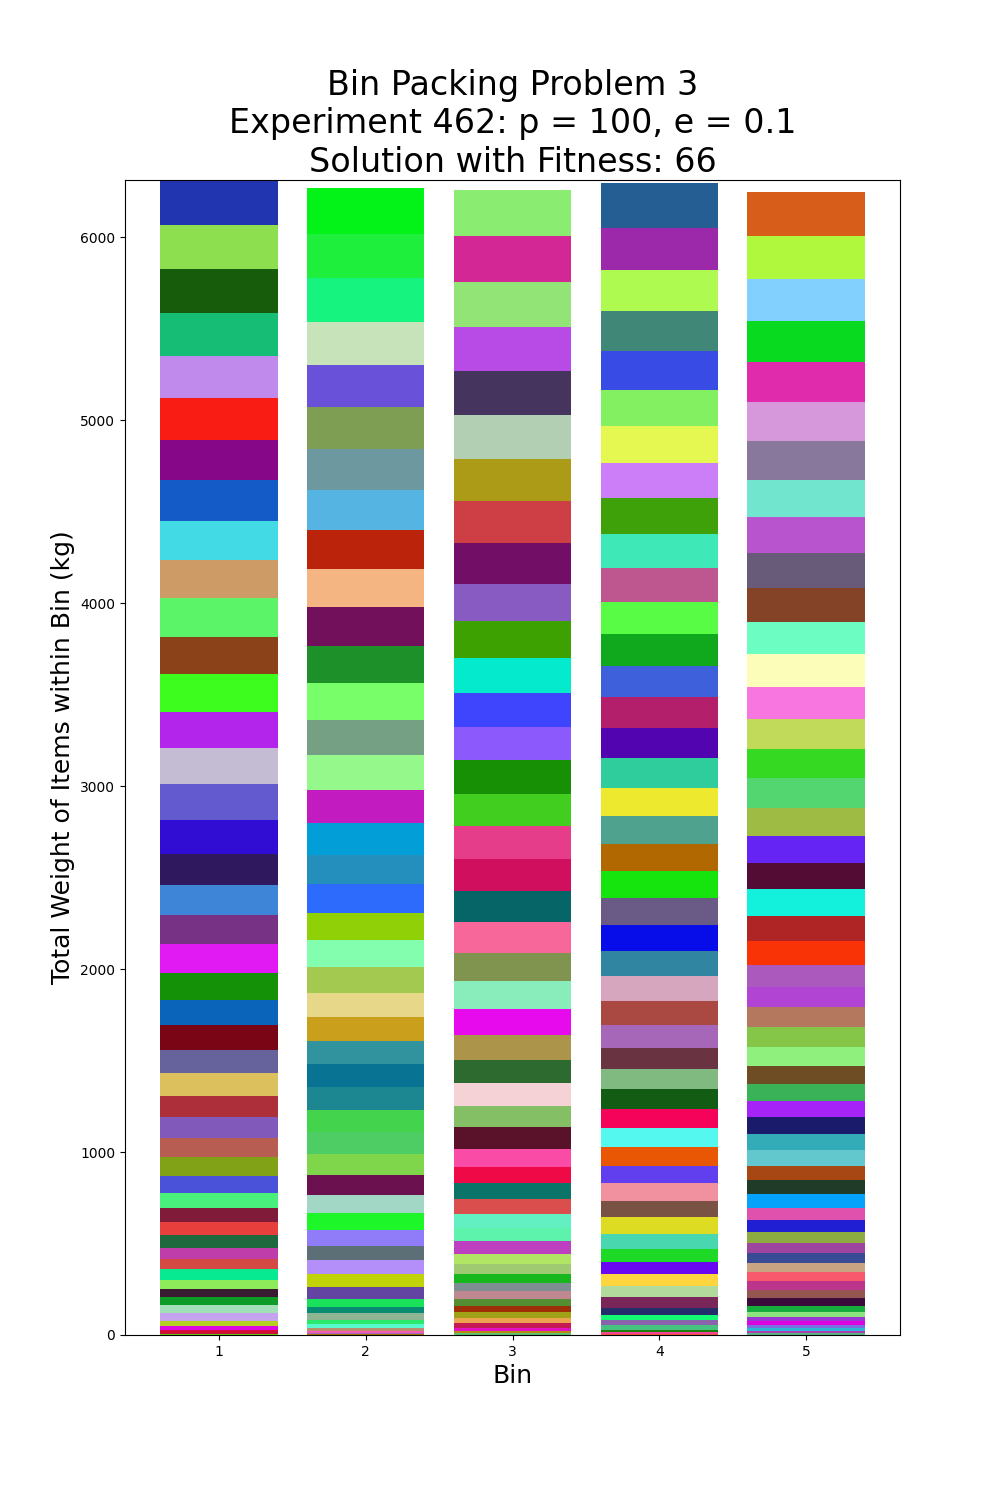 Bin Packing Problem 3
Experiment 462: p = 100, e = 0.1
Solution with Fitness: 66
Total Weight of Items within Bin (kg)
6000
5000
4000
3000
2000
1000
0
1 2 3 4 5
Bin